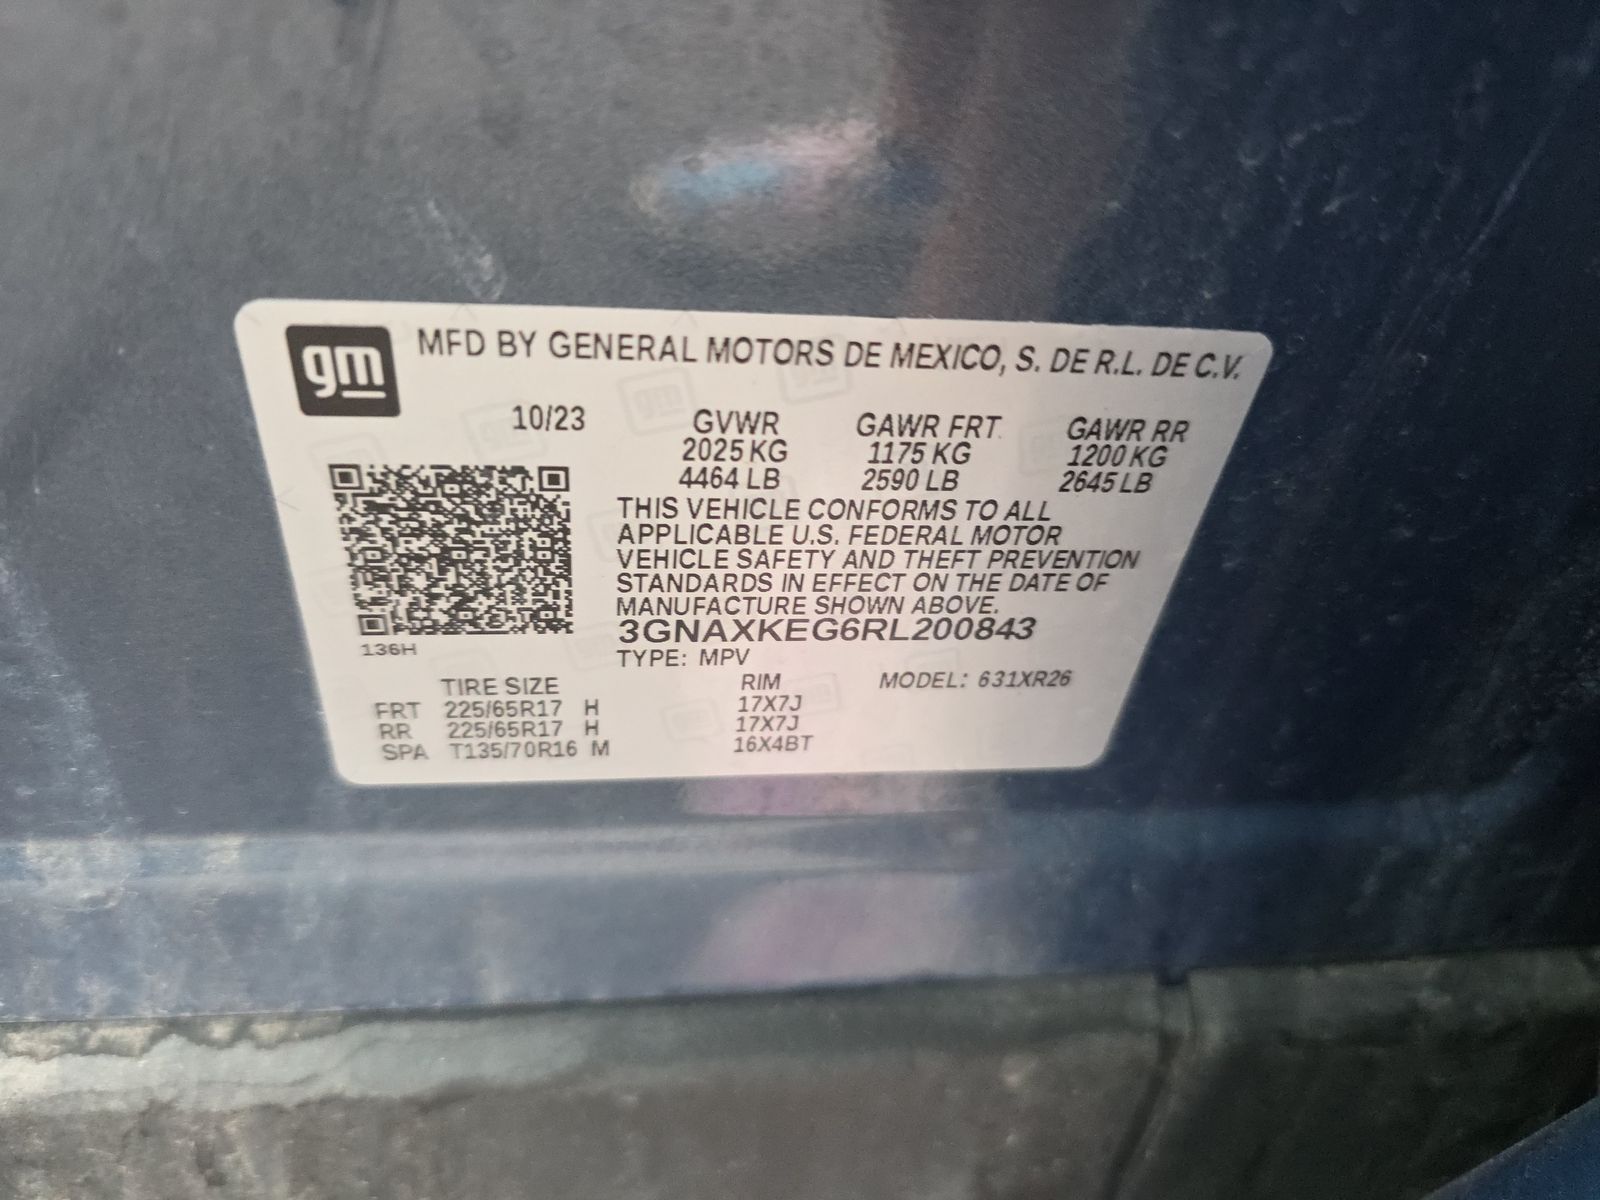 gm
MFD BY GENERAL MOTORS DE MEXICO, S. DE R.L. DE C.V.
10/23
GVWR GAWR FRT. GAWR RR
2025 KG 1175 KG 1200 KG
4464 LB 2590 LB 2645 LB
THIS VEHICLE CONFORMS TO ALL
APPLICABLE U.S. FEDERAL MOTOR
VEHICLE SAFETY AND THEFT PREVENTION
STANDARDS IN EFFECT ON THE DATE OF
MANUFACTURE SHOWN ABOVE.
3GNAXKEG6RL200843
136H
TYPE: MPV
TIRE SIZE RIM MODEL: 631XR26
FRT 225/65R17 H 17X7J
RR 225/65R17 H 17X7J
SPA T135/70R16 M 16X4BT